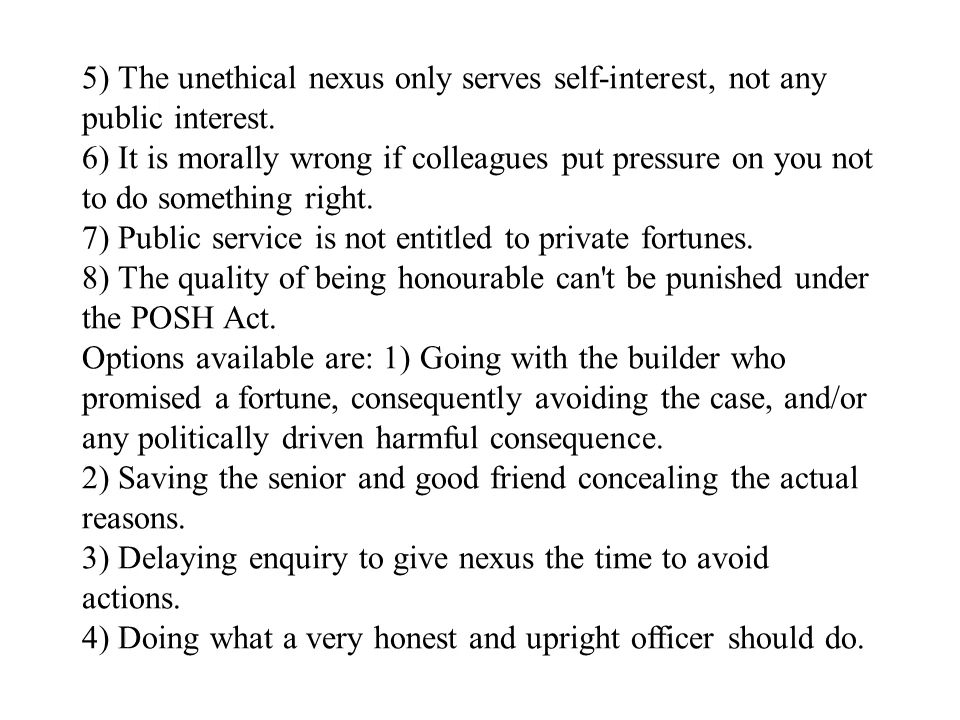 5) The unethical nexus only serves self-interest, not any
public interest.
6) It is morally wrong if colleagues put pressure on you not
to do something right.
7) Public service is not entitled to private fortunes.
8) The quality of being honourable can't be punished under
the POSH Act.
Options available are: 1) Going with the builder who
promised a fortune, consequently avoiding the case, and/or
any politically driven harmful consequence.
2) Saving the senior and good friend concealing the actual
reasons.
3) Delaying enquiry to give nexus the time to avoid
actions.
4) Doing what a very honest and upright officer should do.